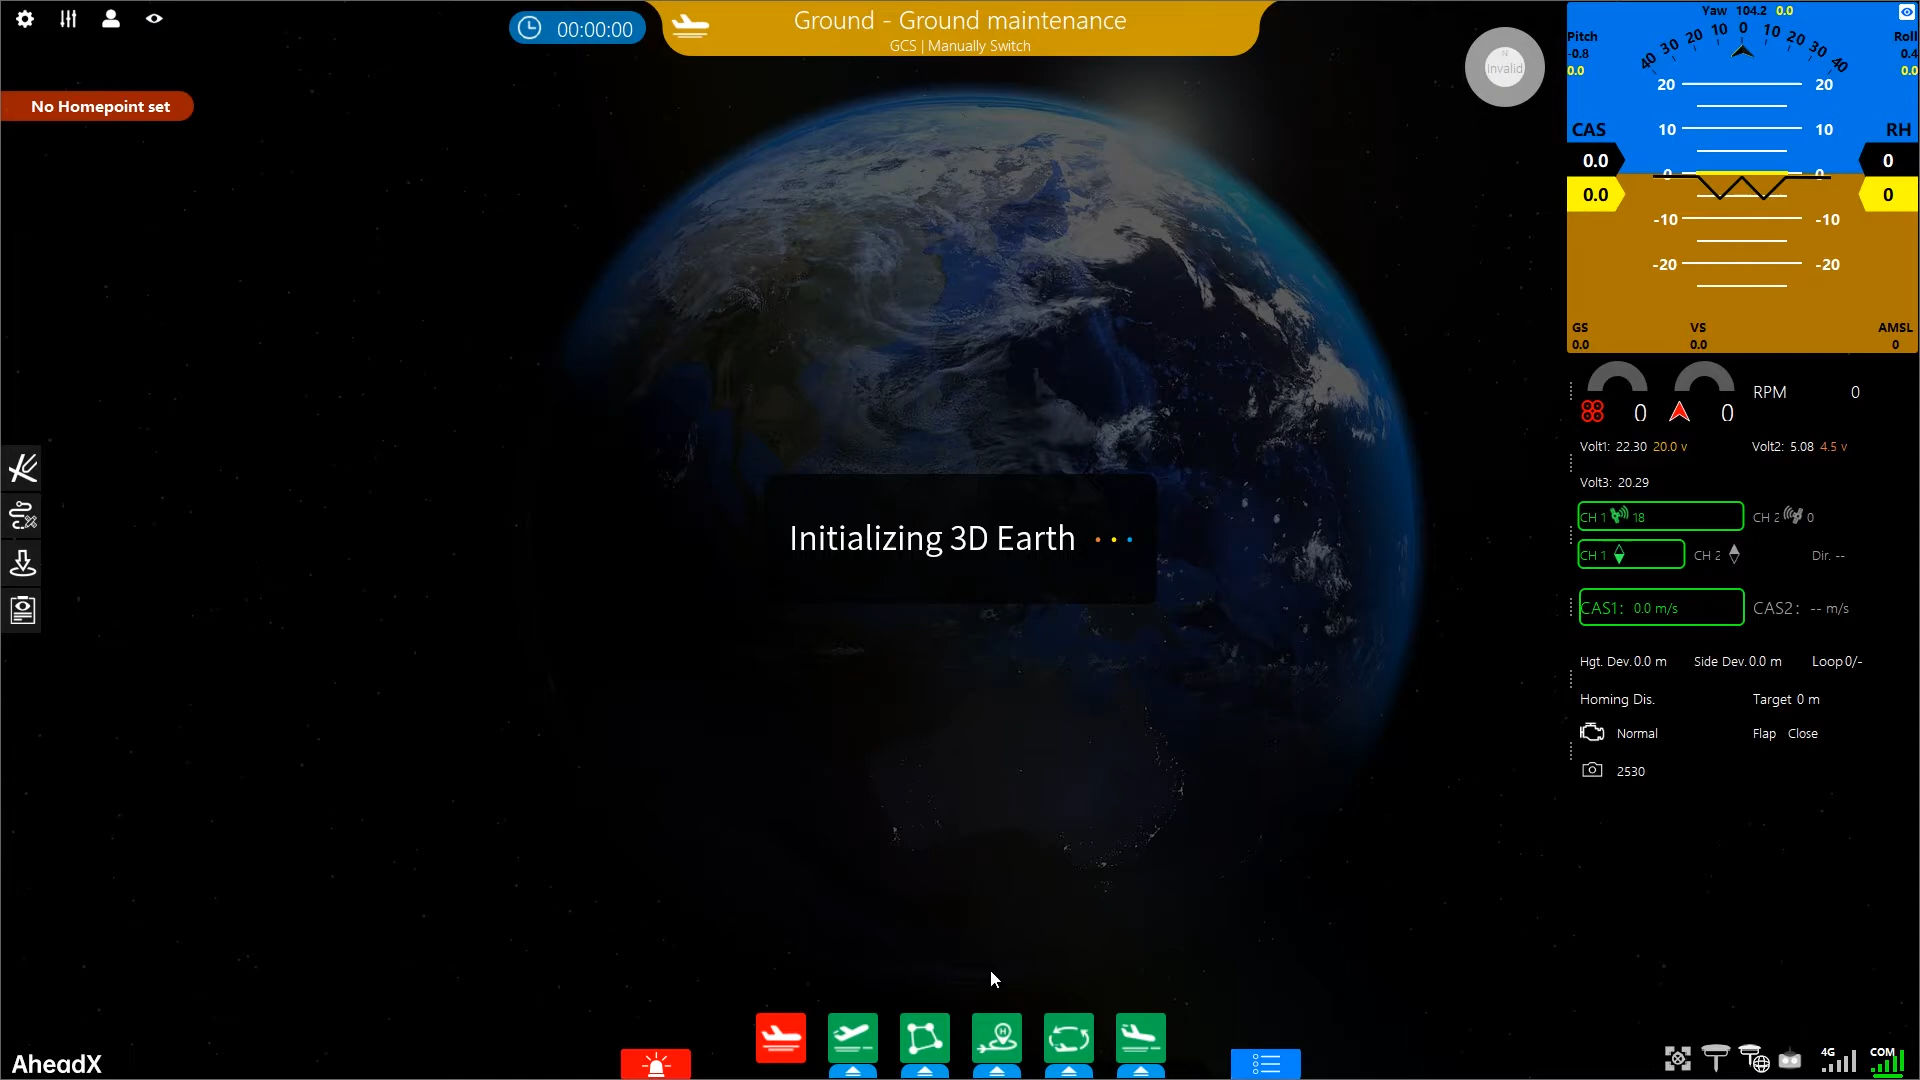 00:00:00
Ground - Ground maintenance
GCS | Manually Switch
No Homepoint set
N
Invalid
Yaw 104.2 0.0
Pitch
-0.8
0.0
Roll
0.4
0.0
40 30 20 10 0 10 20 30 40
20 20
10 10
0 0
-10 -10
-20 -20
CAS
0.0
0.0
RH
0
0
GS
0.0
VS
0.0
AMSL
0
0 0 RPM 0
Volt1: 22.30 20.0 v Volt2: 5.08 4.5 v
Volt3: 20.29
CH 1 18 CH 2 0
CH 1 CH 2 Dir. --
CAS1: 0.0 m/s CAS2: -- m/s
Hgt. Dev.0.0 m Side Dev.0.0 m Loop0/-
Homing Dis. Target 0 m
Normal Flap Close
2530
Initializing 3D Earth
H
AheadX
4G
COM